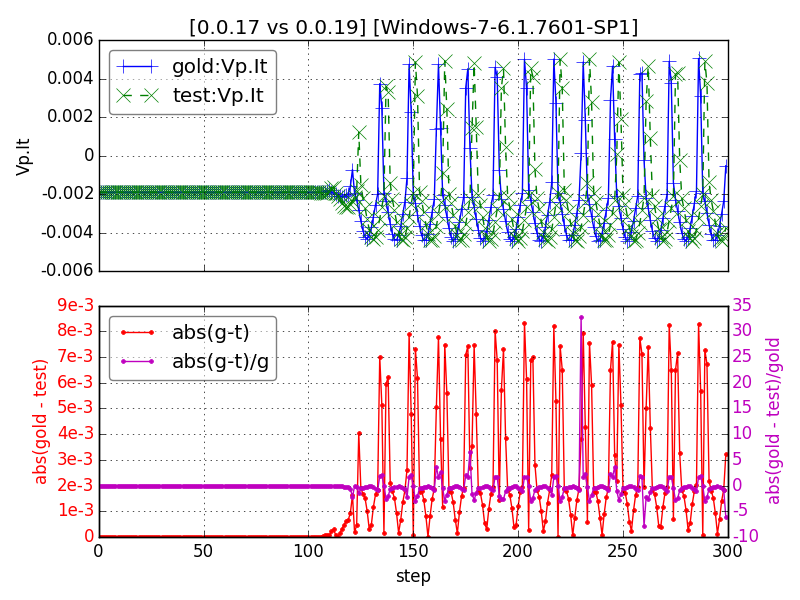 [0.0.17 vs 0.0.19] [Windows-7-6.1.7601-SP1]
0.006
0.004
0.002
0
-0.002
-0.004
-0.006
Vp.It
gold:Vp.It
test:Vp.It
9e-3
8e-3
7e-3
6e-3
5e-3
4e-3
3e-3
2e-3
1e-3
0
abs(gold - test)
abs(g-t)
abs(g-t)/g
35
30
25
20
15
10
5
0
-5
-10
abs(gold - test)/gold
0 50 100 150 200 250 300
step